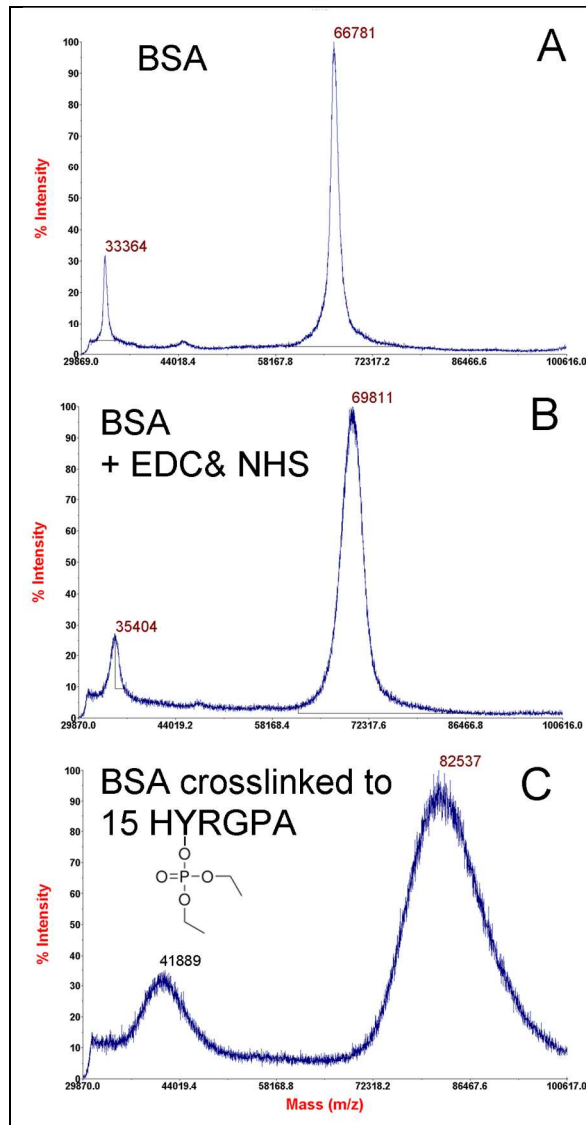 BSA
A
66781
33364
% Intensity
100
90
80
70
60
50
40
30
20
10
0
29869.0 44018.4 58167.8 72317.2 86466.6 100616.0
BSA
+ EDC& NHS
B
69811
35404
% Intensity
100
90
80
70
60
50
40
30
20
10
0
29870.0 44019.2 58168.4 72317.6 86466.8 100616.0
BSA crosslinked to
15 HYRGPA
C
82537
O
O=P-O
O
41889
% Intensity
100
90
80
70
60
50
40
30
20
10
0
29870.0 44019.4 58168.8 72318.2 86467.6 100617.0
Mass (m/z)